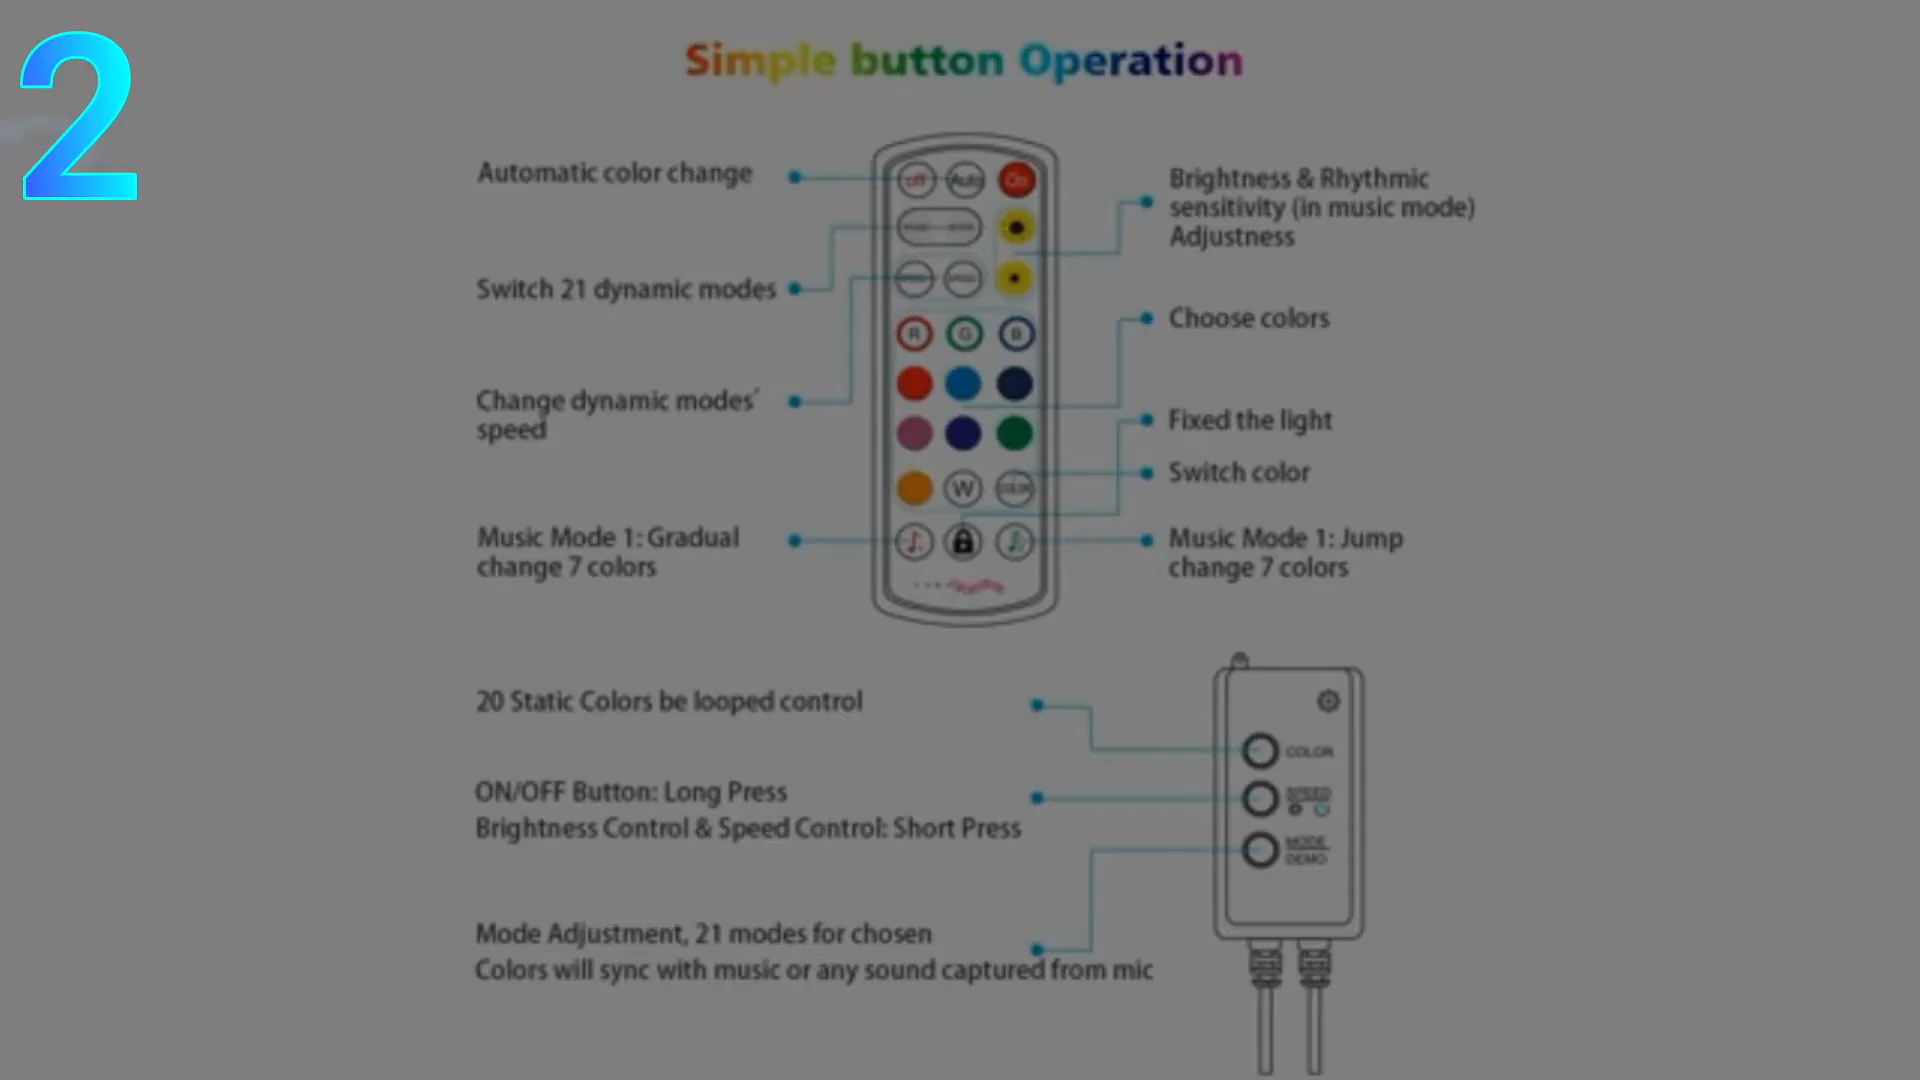 2
Simple button Operation
Automatic color change
Switch 21 dynamic modes
Change dynamic modes'
speed
Music Mode 1: Gradual
change 7 colors
off Auto On
R G B
W COLOR
Brightness & Rhythmic
sensitivity (in music mode)
Adjustness
Choose colors
Fixed the light
Switch color
Music Mode 1: Jump
change 7 colors
20 Static Colors be looped control
ON/OFF Button: Long Press
Brightness Control & Speed Control: Short Press
Mode Adjustment, 21 modes for chosen
Colors will sync with music or any sound captured from mic
COLOR
SPEED
MODE
DEMO